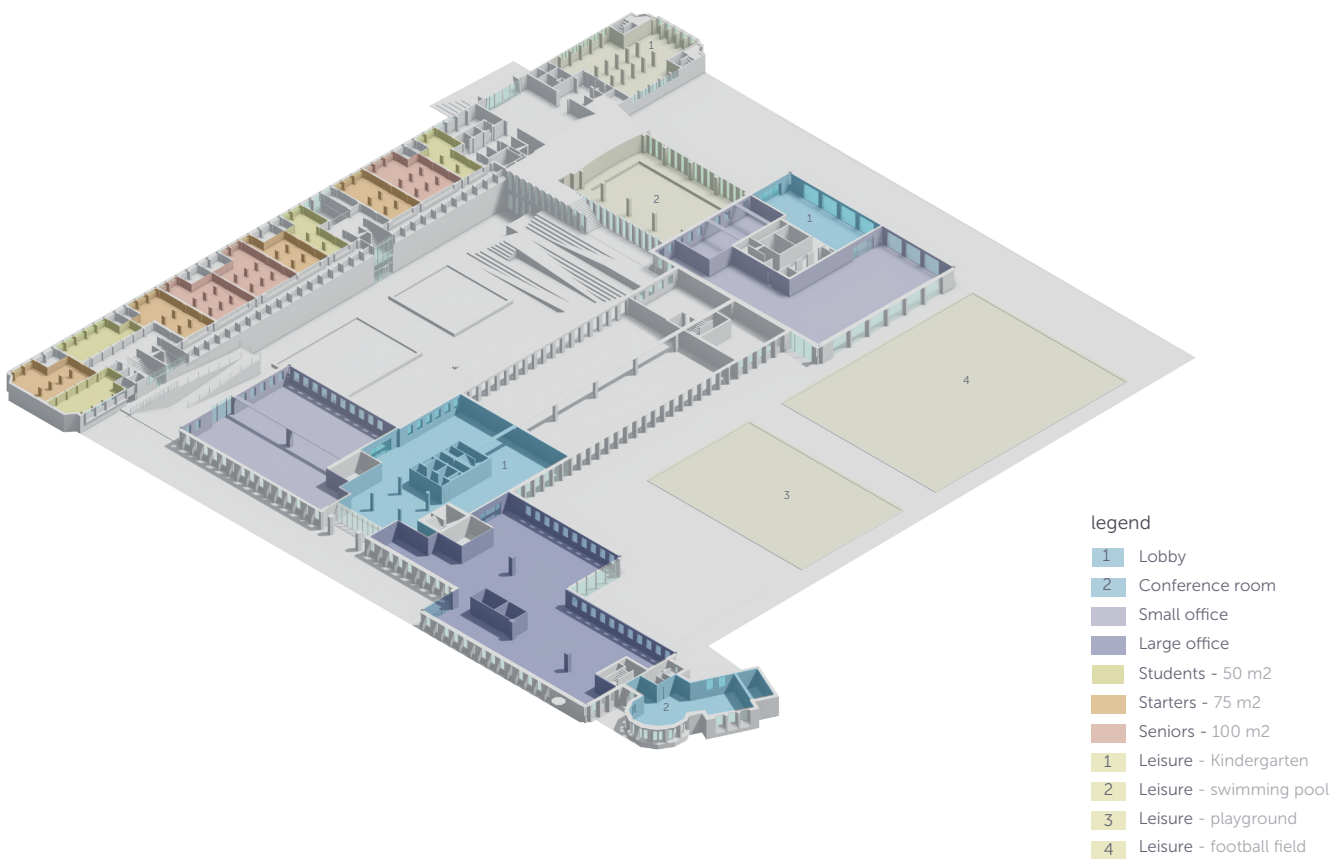 1
2
1
4
1
3
2
legend
1 Lobby
2 Conference room
Small office
Large office
Students - 50 m2
Starters - 75 m2
Seniors - 100 m2
1 Leisure - Kindergarten
2 Leisure - swimming pool
3 Leisure - playground
4 Leisure - football field